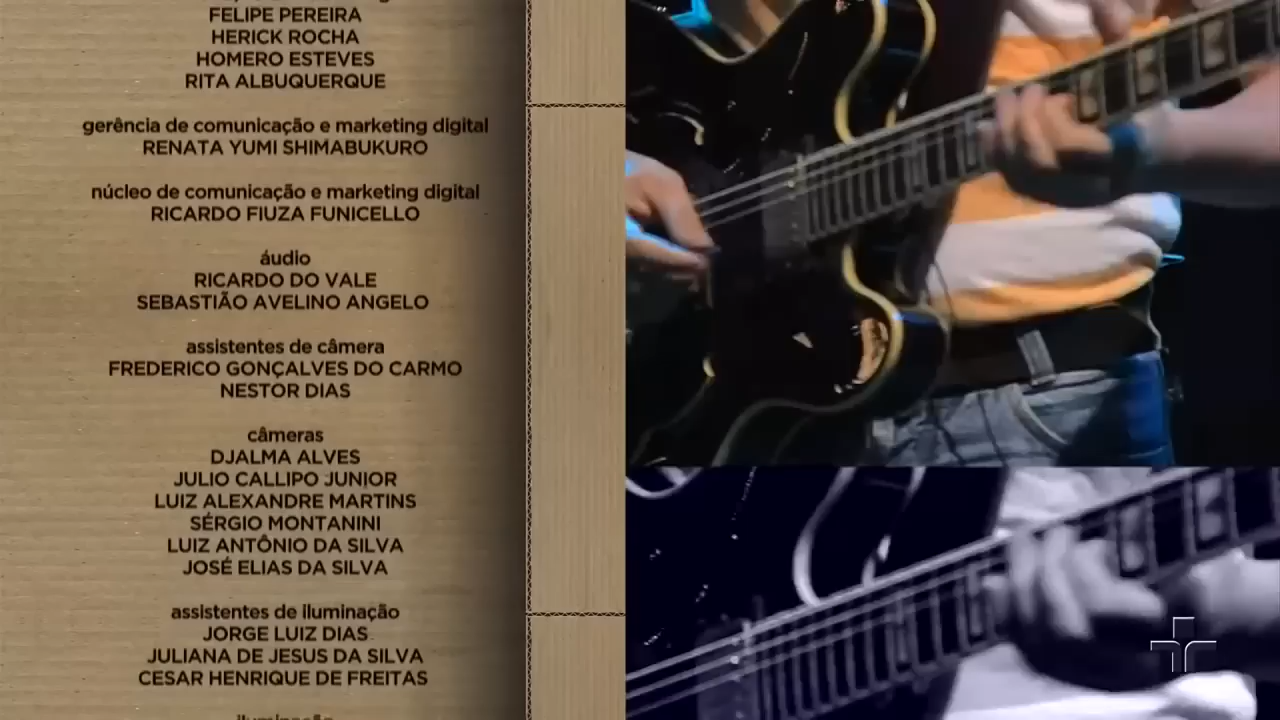 FELIPE PEREIRA
HERICK ROCHA
HOMERO ESTEVES
RITA ALBUQUERQUE
gerência de comunicação e marketing digital
RENATA YUMI SHIMABUKURO
núcleo de comunicação e marketing digital
RICARDO FIUZA FUNICELLO
áudio
RICARDO DO VALE
SEBASTIÃO AVELINO ANGELO
assistentes de câmera
FREDERICO GONÇALVES DO CARMO
NESTOR DIAS
câmeras
DJALMA ALVES
JULIO CALLIPO JUNIOR
LUIZ ALEXANDRE MARTINS
SÉRGIO MONTANINI
LUIZ ANTÔNIO DA SILVA
JOSÉ ELIAS DA SILVA
assistentes de iluminação
JORGE LUIZ DIAS
JULIANA DE JESUS DA SILVA
CESAR HENRIQUE DE FREITAS